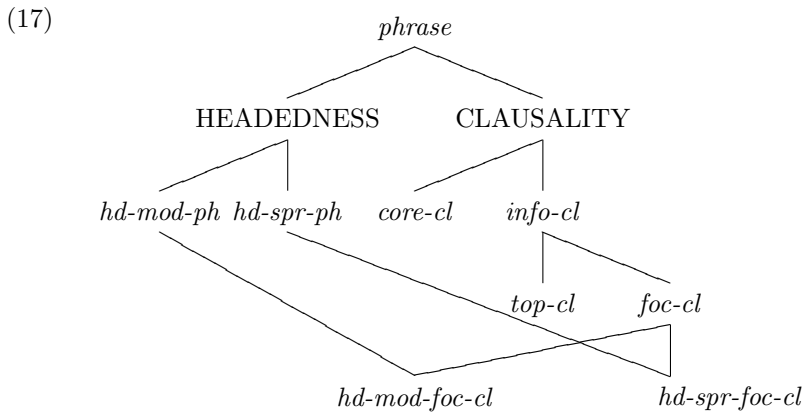 (17)
phrase
HEADEDNESS CLAUSALITY
hd-mod-ph hd-spr-ph core-cl info-cl
top-cl foc-cl
hd-mod-foc-cl hd-spr-foc-cl